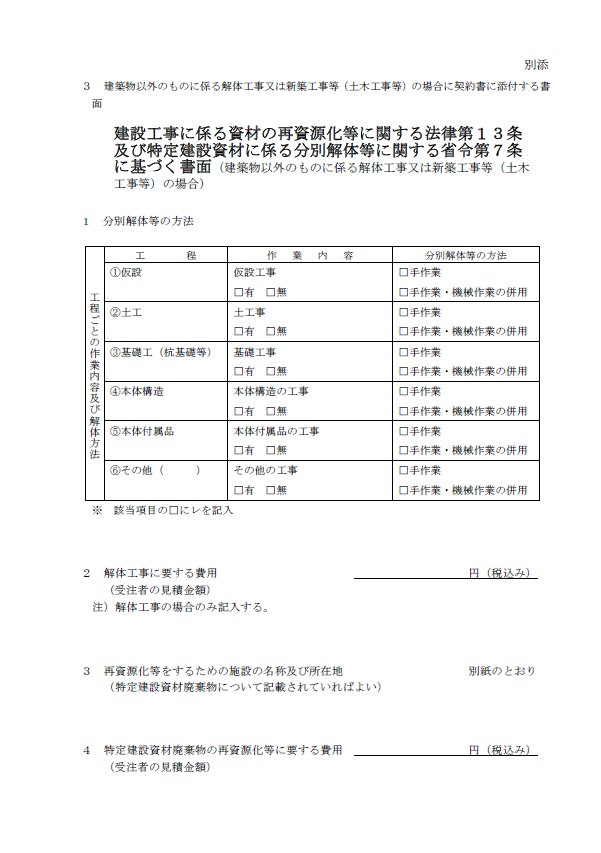 別添
3　建築物以外のものに係る解体工事又は新築工事等（土木工事等）の場合に契約書に添付する書
面
建設工事に係る資材の再資源化等に関する法律第１３条
及び特定建設資材に係る分別解体等に関する省令第７条
に基づく書面（建築物以外のものに係る解体工事又は新築工事等（土木
工事等）の場合）
1　分別解体等の方法
工程ごとの作業内容及び解体方法
工　　　程　作　業　内　容　分別解体等の方法
①仮設　仮設工事　□手作業
□有　□無　□手作業・機械作業の併用
②土工　土工事　□手作業
□有　□無　□手作業・機械作業の併用
③基礎工（杭基礎等）　基礎工事　□手作業
□有　□無　□手作業・機械作業の併用
④本体構造　本体構造の工事　□手作業
□有　□無　□手作業・機械作業の併用
⑤本体付属品　本体付属品の工事　□手作業
□有　□無　□手作業・機械作業の併用
⑥その他（　　　）　その他の工事　□手作業
□有　□無　□手作業・機械作業の併用
※　該当項目の□にレを記入
2　解体工事に要する費用　円（税込み）
（受注者の見積金額）
注）解体工事の場合のみ記入する。
3　再資源化等をするための施設の名称及び所在地　別紙のとおり
（特定建設資材廃棄物について記載されていればよい）
4　特定建設資材廃棄物の再資源化等に要する費用　円（税込み）
（受注者の見積金額）